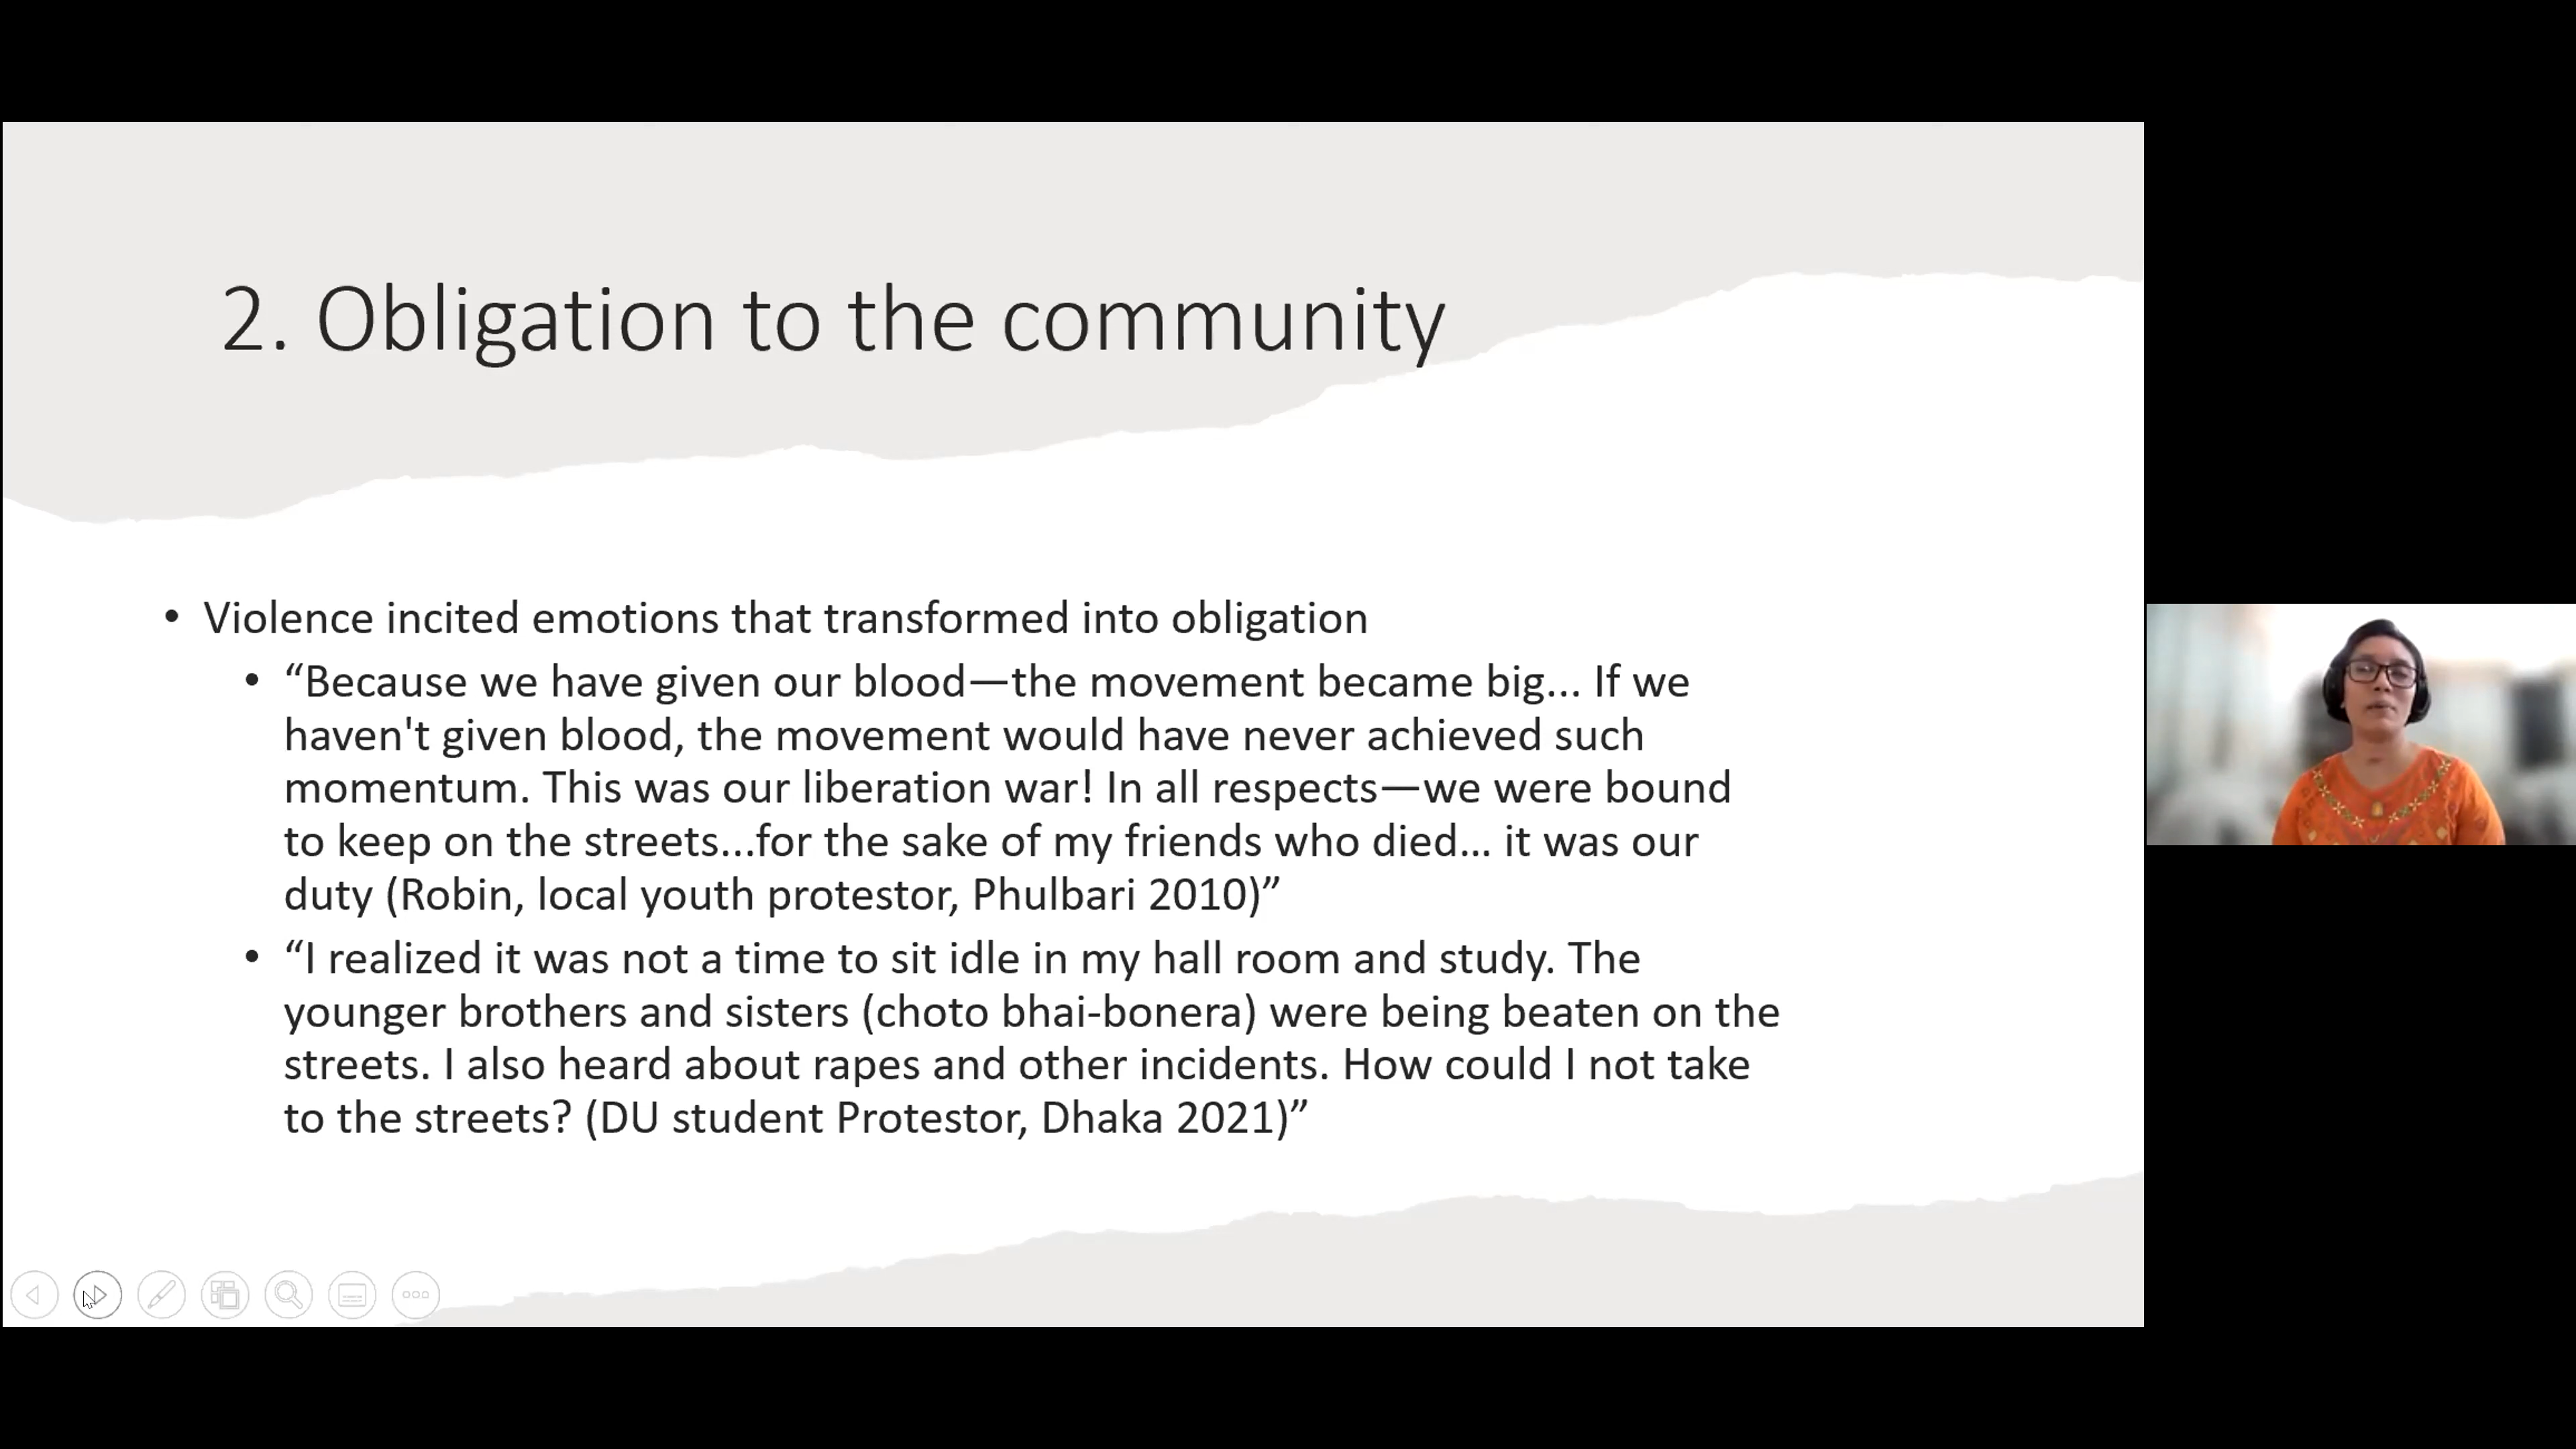 2. Obligation to the community
• Violence incited emotions that transformed into obligation
• “Because we have given our blood—the movement became big... If we
haven't given blood, the movement would have never achieved such
momentum. This was our liberation war! In all respects—we were bound
to keep on the streets...for the sake of my friends who died... it was our
duty (Robin, local youth protestor, Phulbari 2010)”
• “I realized it was not a time to sit idle in my hall room and study. The
younger brothers and sisters (choto bhai-bonera) were being beaten on the
streets. I also heard about rapes and other incidents. How could I not take
to the streets? (DU student Protestor, Dhaka 2021)”